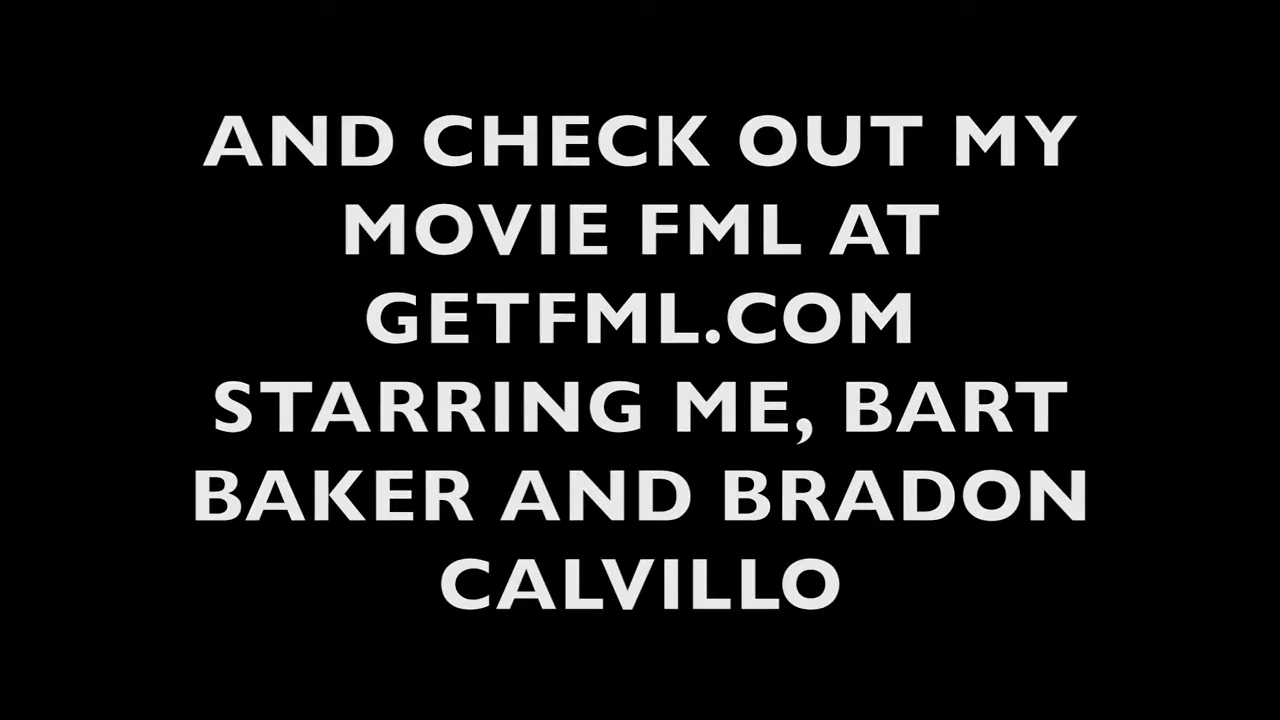 AND CHECK OUT MY
MOVIE FML AT
GETFML.COM
STARRING ME, BART
BAKER AND BRADON
CALVILLO